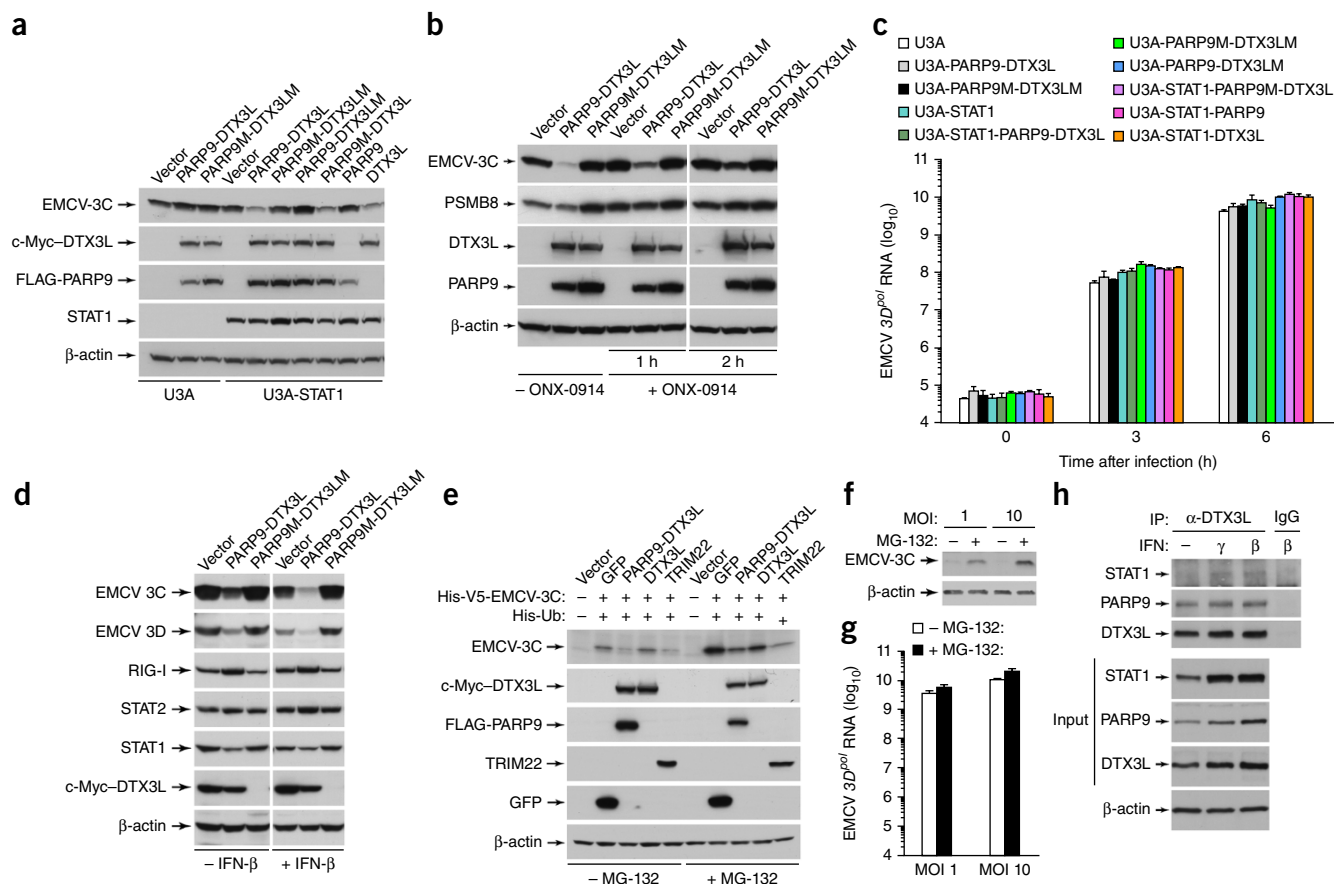 a
Vector
PARP9-DTX3L
PARP9M-DTX3LM
Vector
PARP9-DTX3L
PARP9M-DTX3LM
PARP9-DTX3LM
PARP9M-DTX3L
PARP9
DTX3L
EMCV-3C
c-Myc–DTX3L
FLAG-PARP9
STAT1
β-actin
U3A
U3A-STAT1
b
Vector
PARP9-DTX3L
PARP9M-DTX3LM
Vector
PARP9-DTX3L
PARP9M-DTX3LM
Vector
PARP9-DTX3L
PARP9M-DTX3LM
EMCV-3C
PSMB8
DTX3L
PARP9
β-actin
1 h
2 h
– ONX-0914
+ ONX-0914
c
U3A
U3A-PARP9-DTX3L
U3A-PARP9M-DTX3LM
U3A-STAT1
U3A-STAT1-PARP9-DTX3L
U3A-PARP9M-DTX3LM
U3A-PARP9-DTX3LM
U3A-STAT1-PARP9M-DTX3L
U3A-STAT1-PARP9
U3A-STAT1-DTX3L
EMCV 3Dpol RNA (log10)
11
10
9
8
7
6
5
4
0 3 6
Time after infection (h)
d
Vector
PARP9-DTX3L
PARP9M-DTX3LM
Vector
PARP9-DTX3L
PARP9M-DTX3LM
EMCV 3C
EMCV 3D
RIG-I
STAT2
STAT1
c-Myc–DTX3L
β-actin
– IFN-β
+ IFN-β
e
Vector
GFP
PARP9-DTX3L
DTX3L
TRIM22
Vector
GFP
PARP9-DTX3L
DTX3L
TRIM22
His-V5-EMCV-3C: – + + + + – + + + +
His-Ub: – + + + + – + + + +
EMCV-3C
c-Myc–DTX3L
FLAG-PARP9
TRIM22
GFP
β-actin
– MG-132
+ MG-132
f
MOI: 1 10
MG-132: – + – +
EMCV-3C
β-actin
g
– MG-132:
+ MG-132:
EMCV 3Dpol RNA (log10)
11
10
9
8
7
6
5
4
MOI 1 MOI 10
h
IP: α-DTX3L IgG
IFN: – γ β β
STAT1
PARP9
DTX3L
Input
STAT1
PARP9
DTX3L
β-actin